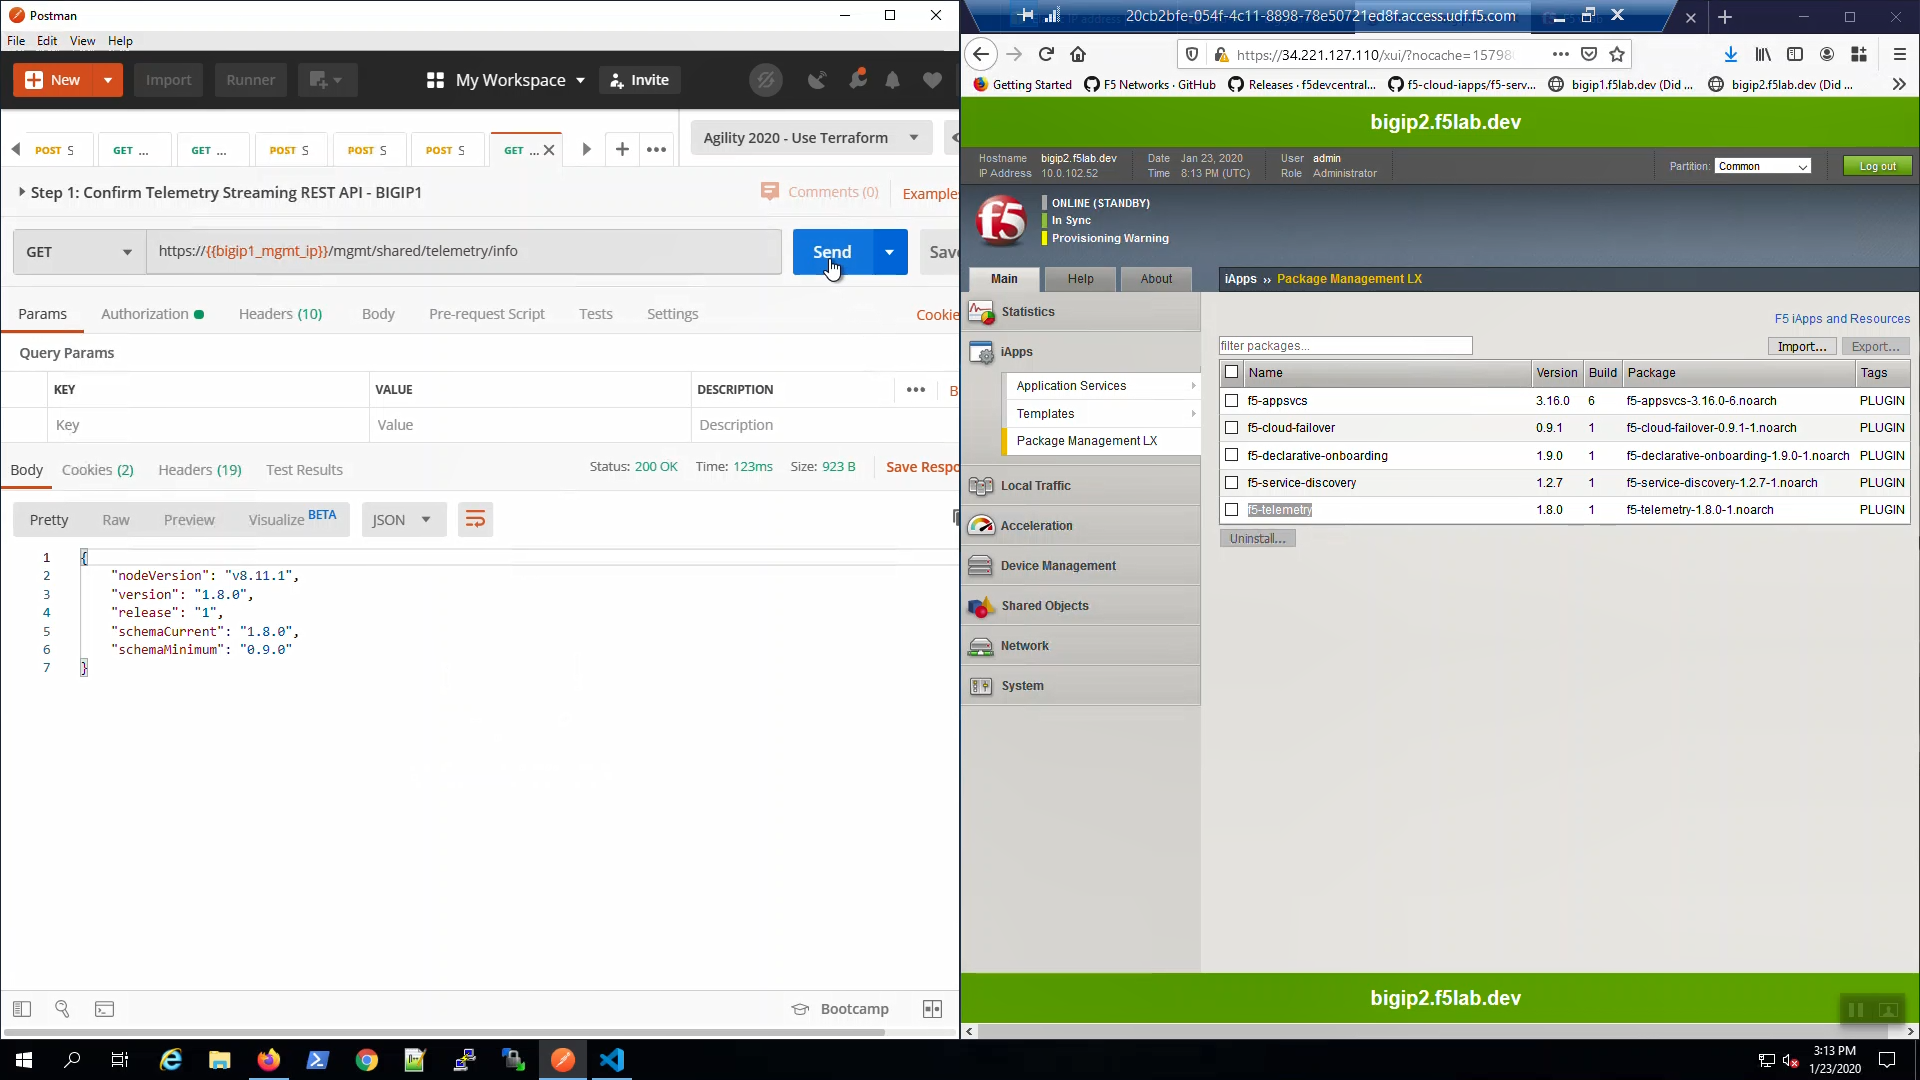 Postman
File Edit View Help
New
Import
Runner
My Workspace
Invite
POST S
GET ...
GET ...
POST S
POST S
POST S
GET ...
Agility 2020 - Use Terraform
Step 1: Confirm Telemetry Streaming REST API - BIGIP1
Comments (0)
Examples
GET
https://{{bigip1_mgmt_ip}}/mgmt/shared/telemetry/info
Send
Save
Params Authorization Headers (10) Body Pre-request Script Tests Settings Cookie
Query Params
KEY VALUE DESCRIPTION ••• B
Key Value Description
Body Cookies (2) Headers (19) Test Results Status: 200 OK Time: 123ms Size: 923 B Save Respo
Pretty Raw Preview Visualize BETA JSON
1 {
2 "nodeVersion": "v8.11.1",
3 "version": "1.8.0",
4 "release": "1",
5 "schemaCurrent": "1.8.0",
6 "schemaMinimum": "0.9.0"
7 }
Bootcamp
20cb2bfe-054f-4c11-8898-78e50721ed8f.access.udf.f5.com
https://34.221.127.110/xui/?nocache=15798
Getting Started F5 Networks · GitHub Releases · f5devcentral... f5-cloud-iapps/f5-serv... bigip1.f5lab.dev (Did ... bigip2.f5lab.dev (Did ...
bigip2.f5lab.dev
Hostname bigip2.f5lab.dev Date Jan 23, 2020 User admin
IP Address 10.0.102.52 Time 8:13 PM (UTC) Role Administrator
Partition: Common
Log out
f5
ONLINE (STANDBY)
In Sync
Provisioning Warning
Main Help About
iApps ›› Package Management LX
Statistics
iApps
Application Services
Templates
Package Management LX
Local Traffic
Acceleration
Device Management
Shared Objects
Network
System
F5 iApps and Resources
filter packages...
Import... Export...
Name Version Build Package Tags
f5-appsvcs 3.16.0 6 f5-appsvcs-3.16.0-6.noarch PLUGIN
f5-cloud-failover 0.9.1 1 f5-cloud-failover-0.9.1-1.noarch PLUGIN
f5-declarative-onboarding 1.9.0 1 f5-declarative-onboarding-1.9.0-1.noarch PLUGIN
f5-service-discovery 1.2.7 1 f5-service-discovery-1.2.7-1.noarch PLUGIN
f5-telemetry 1.8.0 1 f5-telemetry-1.8.0-1.noarch PLUGIN
Uninstall...
bigip2.f5lab.dev
3:13 PM
1/23/2020